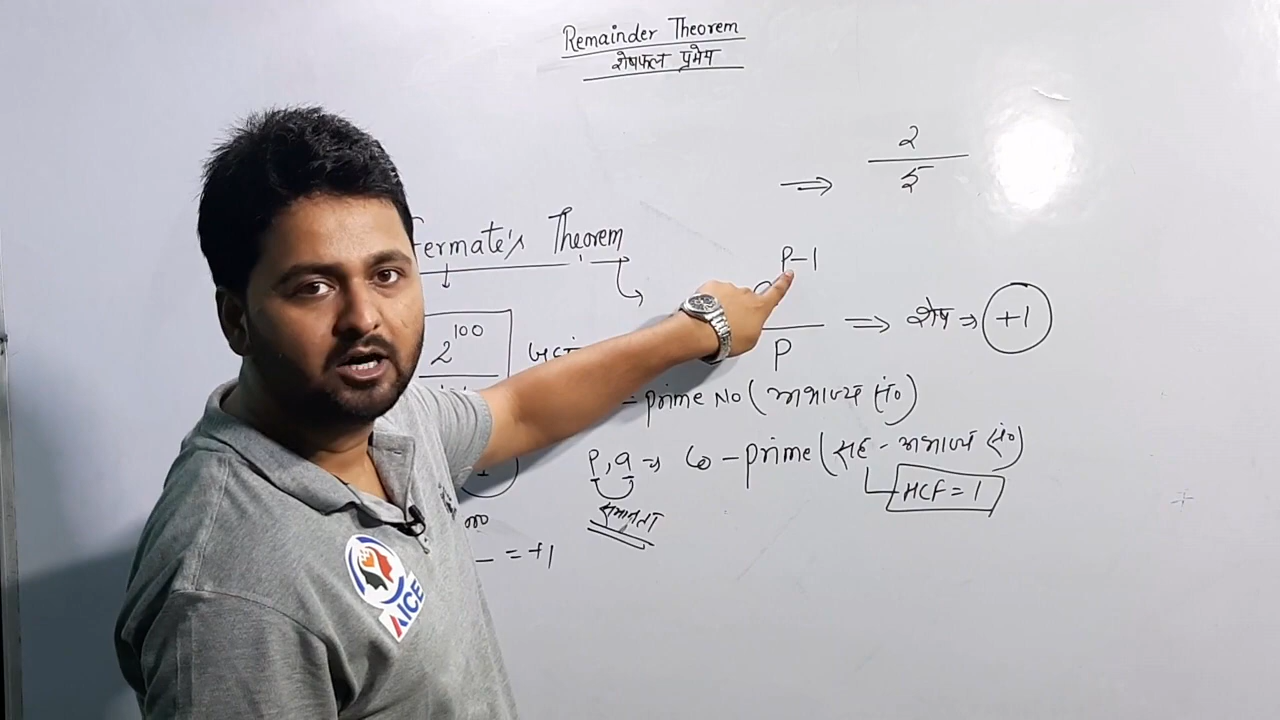 Remainder Theorem
शेषफल प्रमेय
2
5
⇒
Fermate's Theorem
P-1
a
P
⇒ शेष ⇒ +1
2^100
- prime No ( अभाज्य सं० )
P, a ⇒ Co - prime ( सह - अभाज्य सं० )
HCF = 1
समानता
= +1
AICE